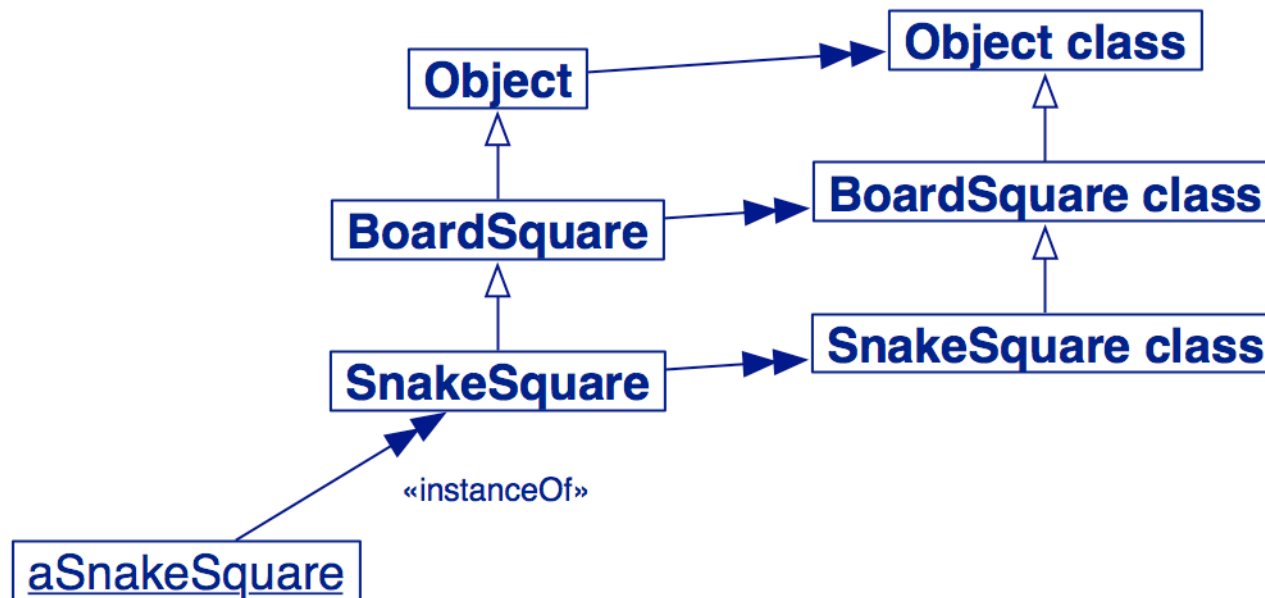 Object class
Object
BoardSquare class
BoardSquare
SnakeSquare class
SnakeSquare
«instanceOf»
aSnakeSquare